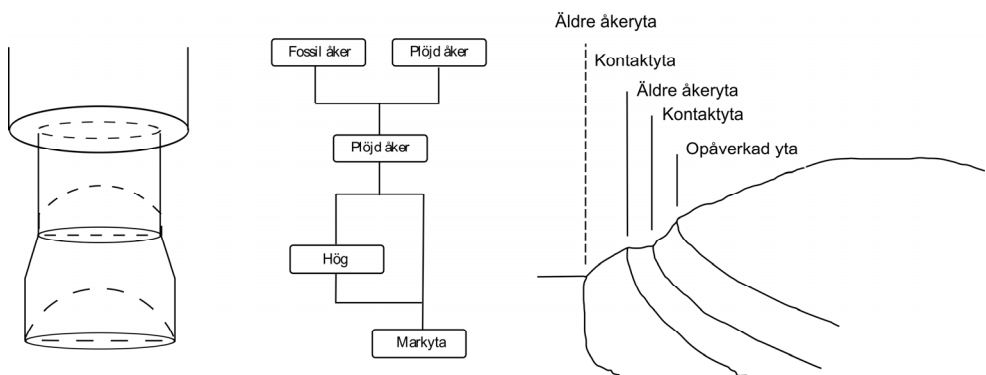 Fossil åker
Plöjd åker
Plöjd åker
Hög
Markyta
Äldre åkeryta
Kontaktyta
Äldre åkeryta
Kontaktyta
Opåverkad yta